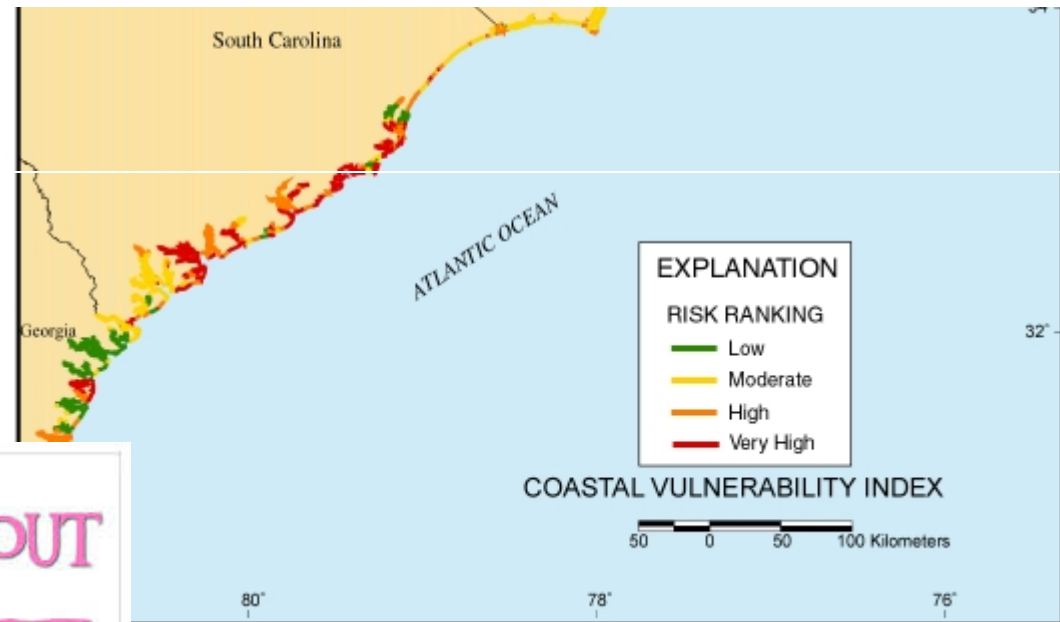 South Carolina
ATLANTIC OCEAN
Georgia
EXPLANATION
RISK RANKING
Low
Moderate
High
Very High
32°
COASTAL VULNERABILITY INDEX
50 0 50 100 Kilometers
OUT
80° 78° 76°